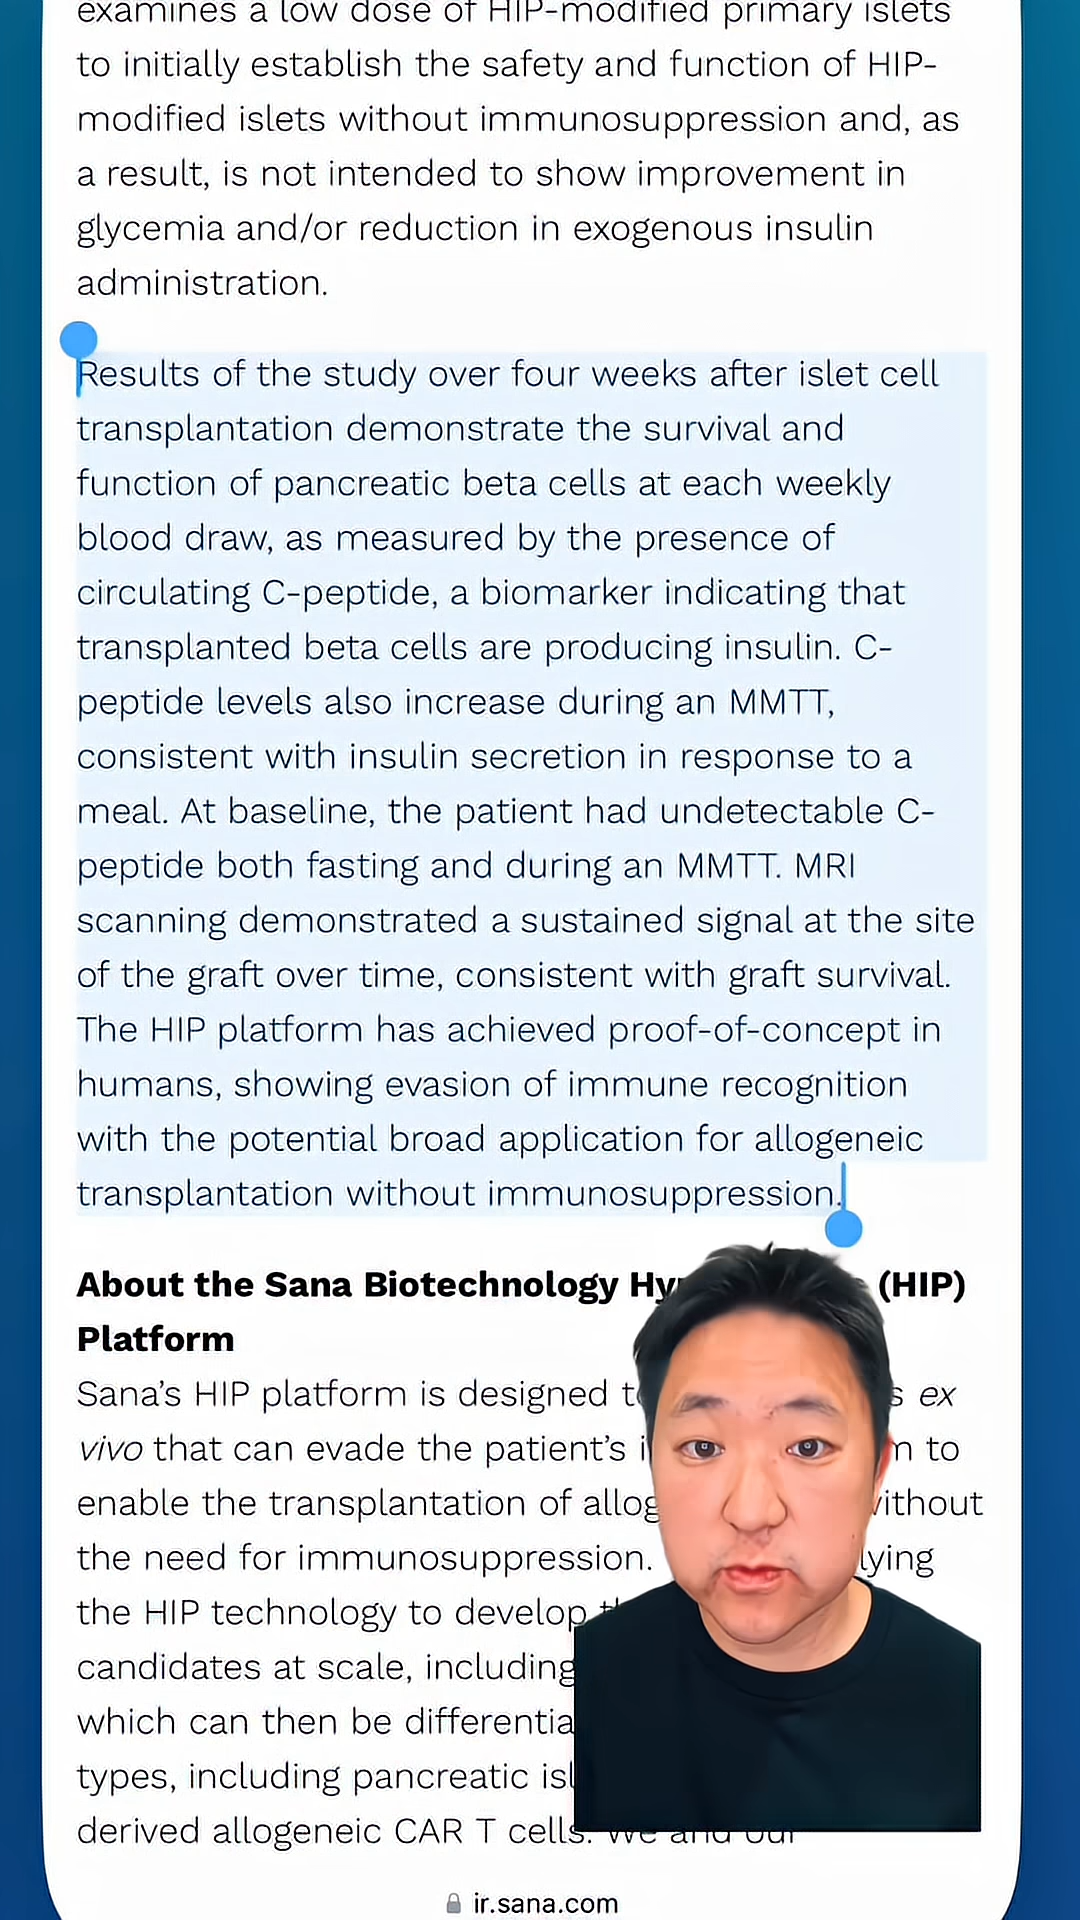 examines a low dose of HIP-modified primary islets
to initially establish the safety and function of HIP-
modified islets without immunosuppression and, as
a result, is not intended to show improvement in
glycemia and/or reduction in exogenous insulin
administration.
Results of the study over four weeks after islet cell
transplantation demonstrate the survival and
function of pancreatic beta cells at each weekly
blood draw, as measured by the presence of
circulating C-peptide, a biomarker indicating that
transplanted beta cells are producing insulin. C-
peptide levels also increase during an MMTT,
consistent with insulin secretion in response to a
meal. At baseline, the patient had undetectable C-
peptide both fasting and during an MMTT. MRI
scanning demonstrated a sustained signal at the site
of the graft over time, consistent with graft survival.
The HIP platform has achieved proof-of-concept in
humans, showing evasion of immune recognition
with the potential broad application for allogeneic
transplantation without immunosuppression.
About the Sana Biotechnology (HIP)
Platform
Sana's HIP platform is designed ex
vivo that can evade the patient's to
enable the transplantation of without
the need for immunosuppression.
the HIP technology to develop
candidates at scale, including
which can then be
types, including pancreatic
derived allogeneic CAR T cells. We and our
ir.sana.com